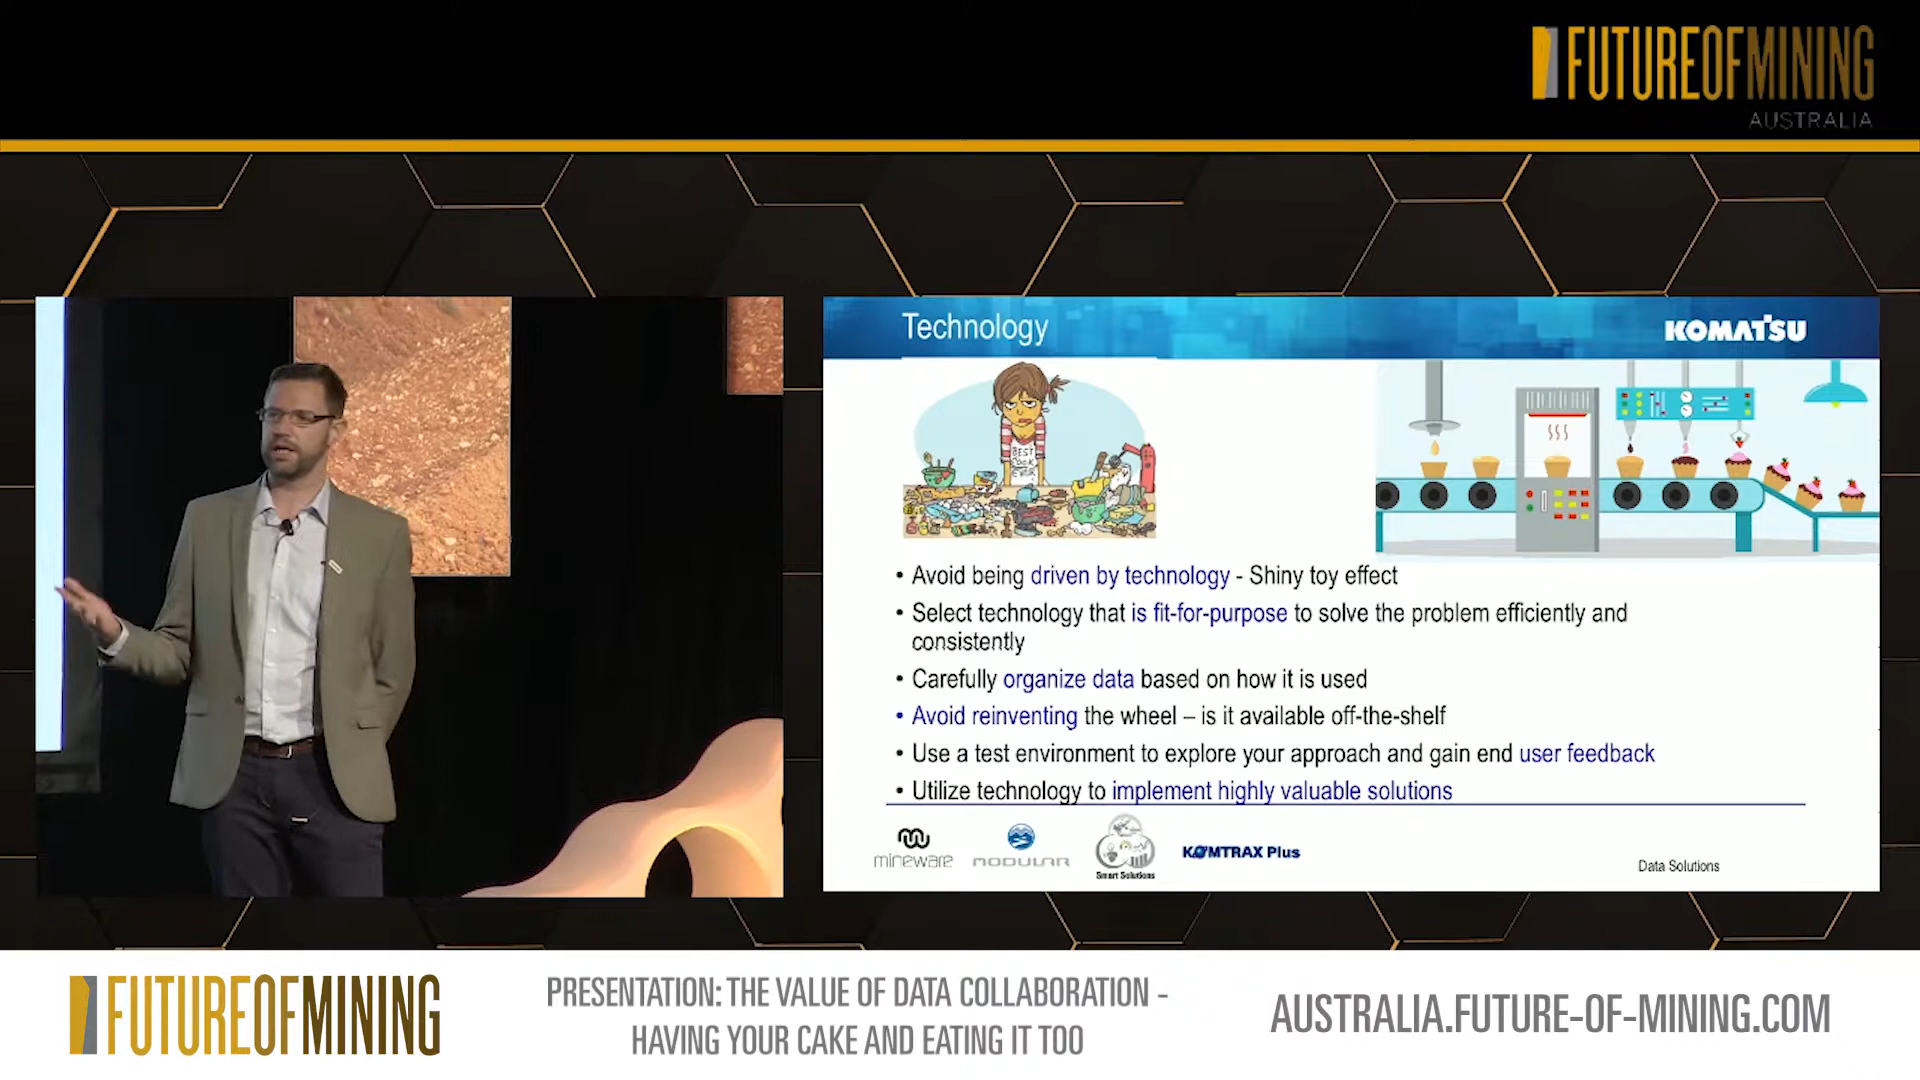 FUTUREOFMINING
AUSTRALIA
Technology
KOMATSU
BEST
COOK
EVER
• Avoid being driven by technology - Shiny toy effect
• Select technology that is fit-for-purpose to solve the problem efficiently and
consistently
• Carefully organize data based on how it is used
• Avoid reinventing the wheel – is it available off-the-shelf
• Use a test environment to explore your approach and gain end user feedback
• Utilize technology to implement highly valuable solutions
mineware
MODULAR
Smart Solutions
KOMTRAX Plus
Data Solutions
FUTUREOFMINING
PRESENTATION: THE VALUE OF DATA COLLABORATION -
HAVING YOUR CAKE AND EATING IT TOO
AUSTRALIA.FUTURE-OF-MINING.COM